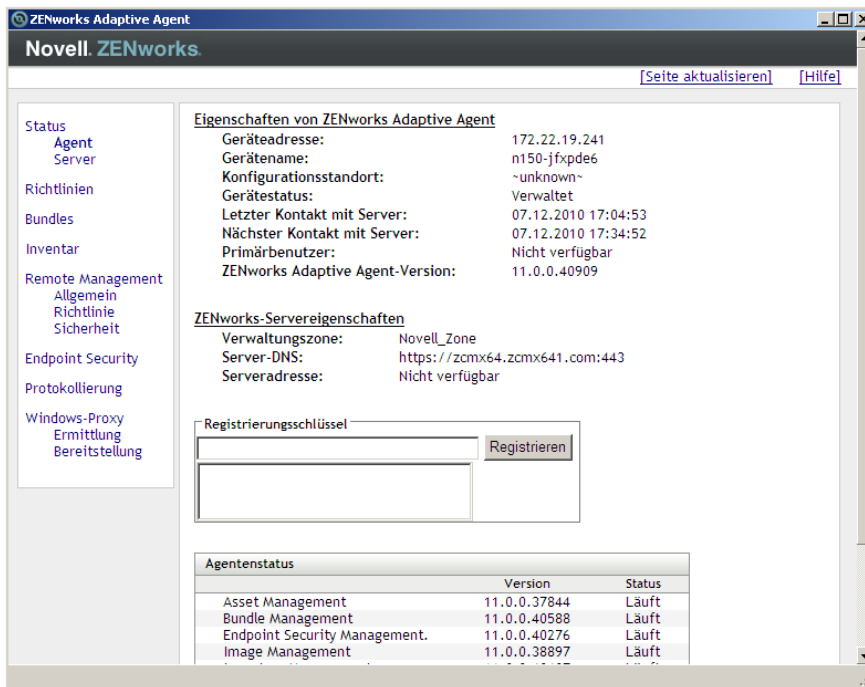 ZENworks Adaptive Agent
Novell. ZENworks.
[Seite aktualisieren] [Hilfe]
Status
Agent
Server
Richtlinien
Bundles
Inventar
Remote Management
Allgemein
Richtlinie
Sicherheit
Endpoint Security
Protokollierung
Windows-Proxy
Ermittlung
Bereitstellung
Eigenschaften von ZENworks Adaptive Agent
Geräteadresse: 172.22.19.241
Gerätename: n150-jfxpde6
Konfigurationsstandort: ~unknown~
Gerätestatus: Verwaltet
Letzter Kontakt mit Server: 07.12.2010 17:04:53
Nächster Kontakt mit Server: 07.12.2010 17:34:52
Primärbenutzer: Nicht verfügbar
ZENworks Adaptive Agent-Version: 11.0.0.40909
ZENworks-Servereigenschaften
Verwaltungszone: Novell_Zone
Server-DNS: https://zcmx64.zcmx641.com:443
Serveradresse: Nicht verfügbar
Registrierungsschlüssel
Registrieren
Agentenstatus
Version Status
Asset Management 11.0.0.37844 Läuft
Bundle Management 11.0.0.40588 Läuft
Endpoint Security Management. 11.0.0.40276 Läuft
Image Management 11.0.0.38897 Läuft